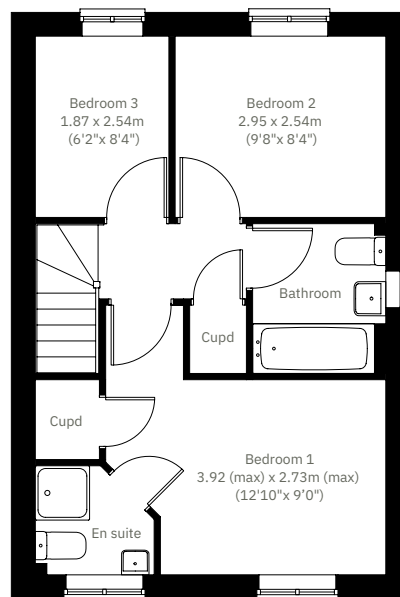 Bedroom 3
1.87 x 2.54m
(6'2"x 8'4")
Bedroom 2
2.95 x 2.54m
(9'8"x 8'4")
Bathroom
Cupd
Cupd
Bedroom 1
3.92 (max) x 2.73m (max)
(12'10"x 9’0")
En suite